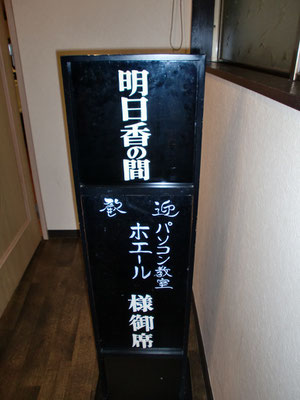 明日香の間
歓迎
パソコン教室
ホエール
様御席